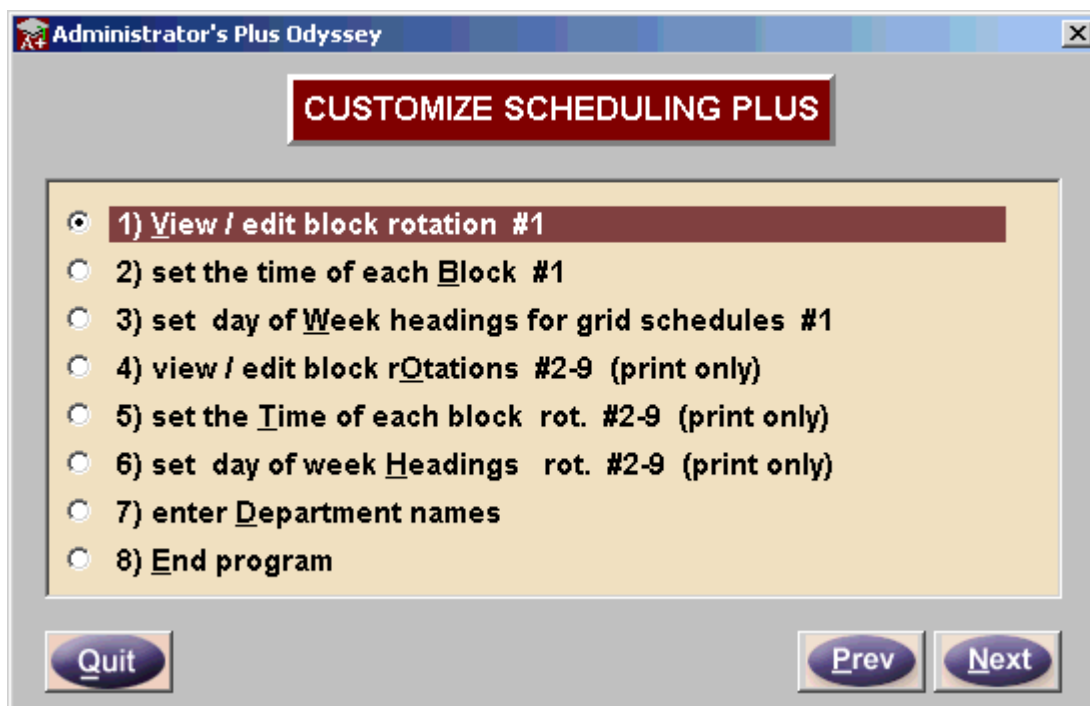 Administrator's Plus Odyssey
CUSTOMIZE SCHEDULING PLUS
1) View / edit block rotation #1
2) set the time of each Block #1
3) set day of Week headings for grid schedules #1
4) view / edit block rOtations #2-9 (print only)
5) set the Time of each block rot. #2-9 (print only)
6) set day of week Headings rot. #2-9 (print only)
7) enter Department names
8) End program
Quit Prev Next